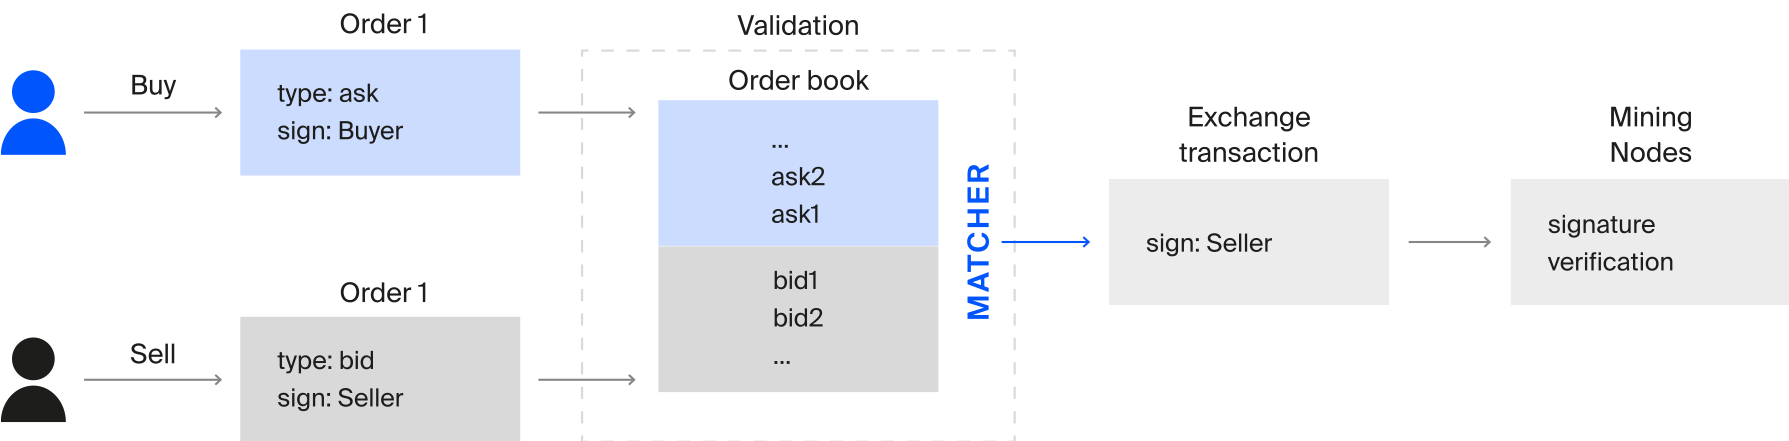 Buy
Order 1
type: ask
sign: Buyer
Sell
Order 1
type: bid
sign: Seller
Validation
Order book
...
ask2
ask1
bid1
bid2
...
MATCHER
Exchange
transaction
sign: Seller
Mining
Nodes
signature
verification